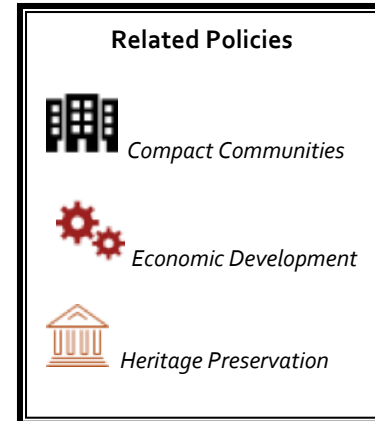 Related Policies
Compact Communities
Economic Development
Heritage Preservation